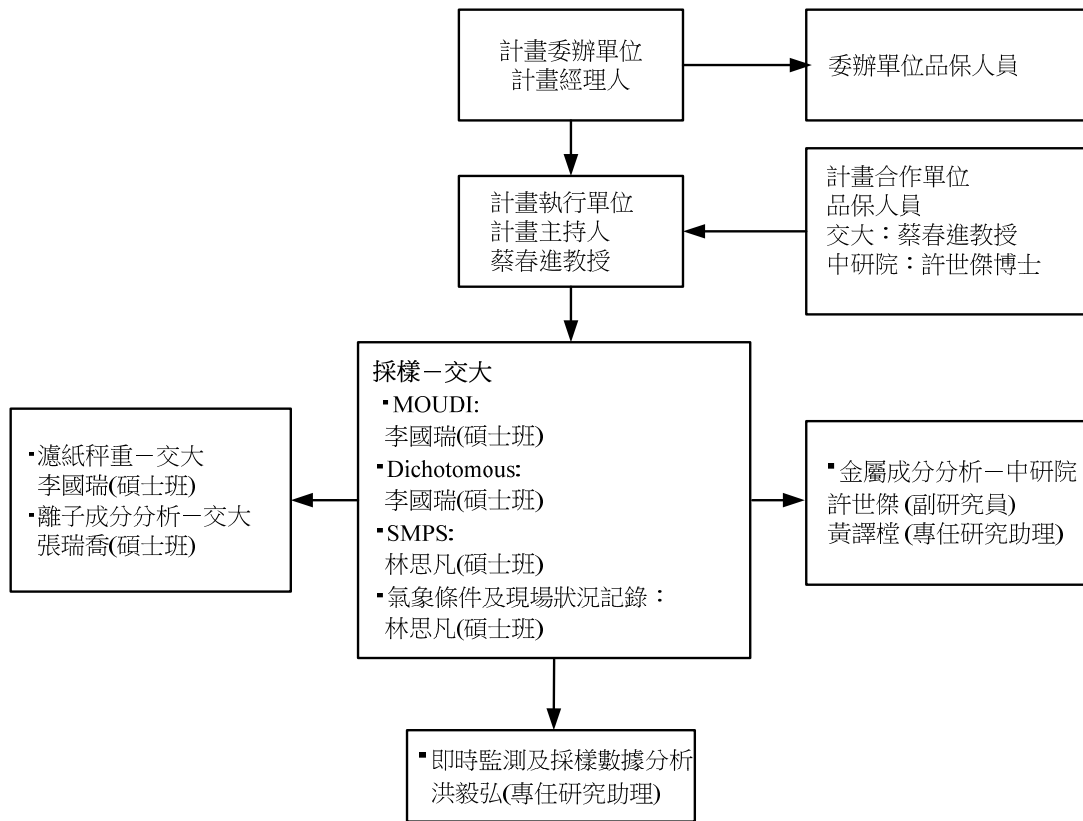 計畫委辦單位
計畫經理人
委辦單位品保人員
計畫執行單位
計畫主持人
蔡春進教授
計畫合作單位
品保人員
交大：蔡春進教授
中研院：許世傑博士
採樣－交大
▪MOUDI:
李國瑞(碩士班)
▪Dichotomous:
李國瑞(碩士班)
▪SMPS:
林思凡(碩士班)
▪氣象條件及現場狀況記錄：
林思凡(碩士班)
▪濾紙秤重－交大
李國瑞(碩士班)
▪離子成分分析－交大
張瑞喬(碩士班)
▪金屬成分分析－中研院
許世傑 (副研究員)
黃譯樘 (專任研究助理)
▪即時監測及採樣數據分析
洪毅弘(專任研究助理)